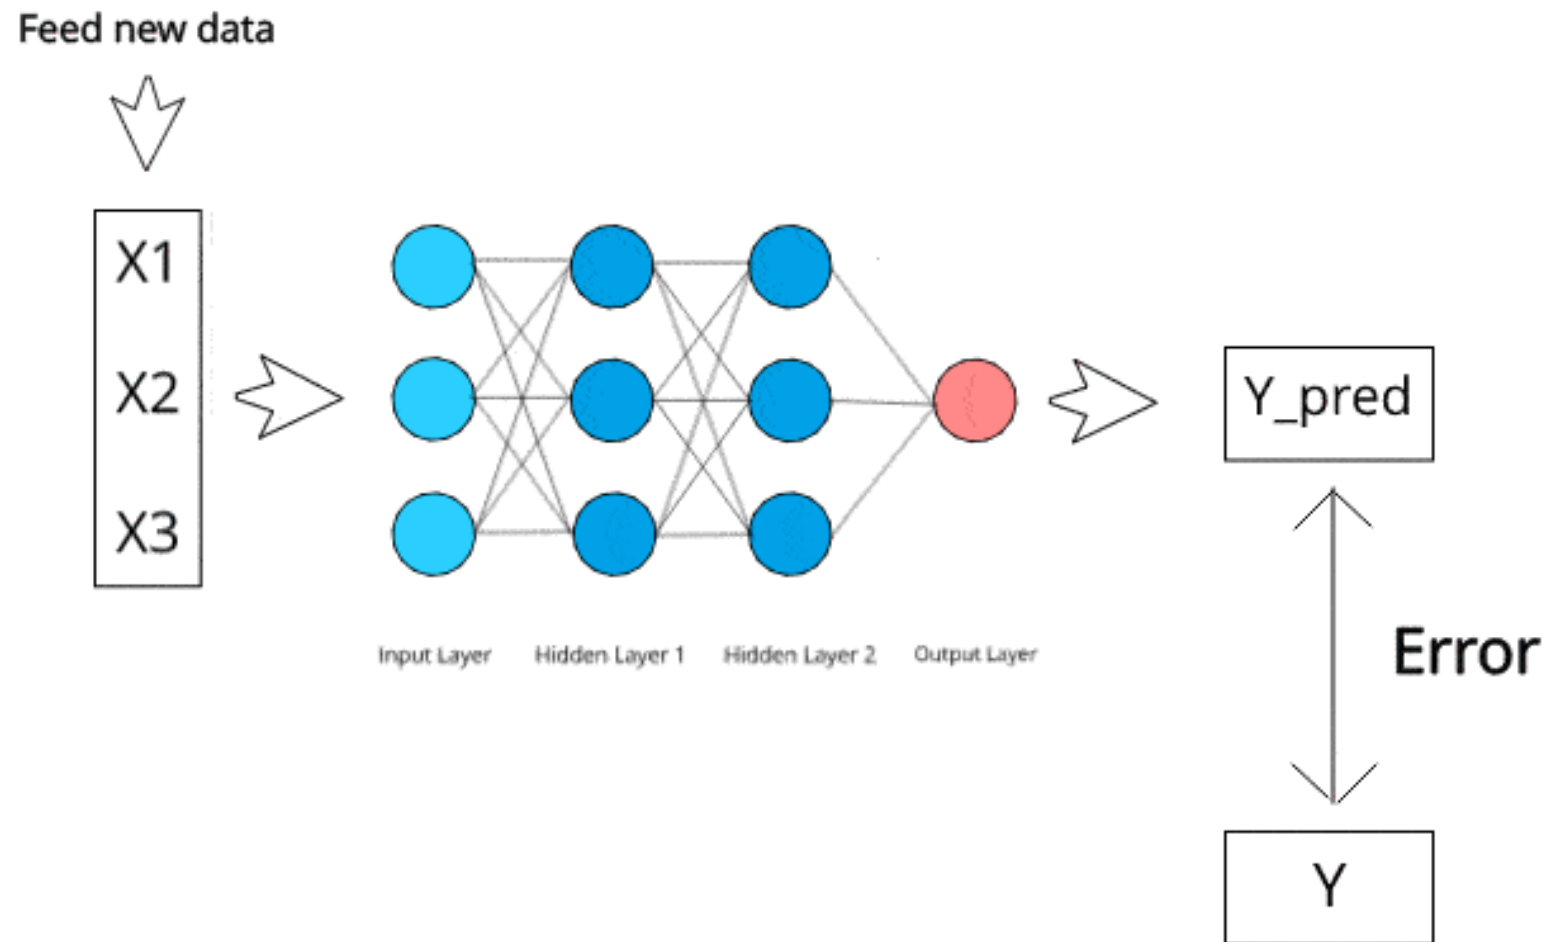 Feed new data
X1
X2
X3
Input Layer
Hidden Layer 1
Hidden Layer 2
Output Layer
Y_pred
Error
Y